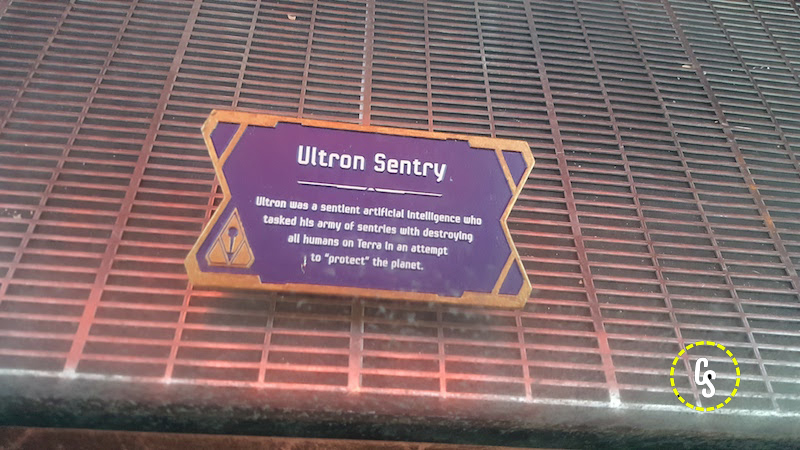 Ultron Sentry
Ultron was a sentient artificial intelligence who
tasked his army of sentries with destroying
all humans on Terra in an attempt
to "protect" the planet.
GS